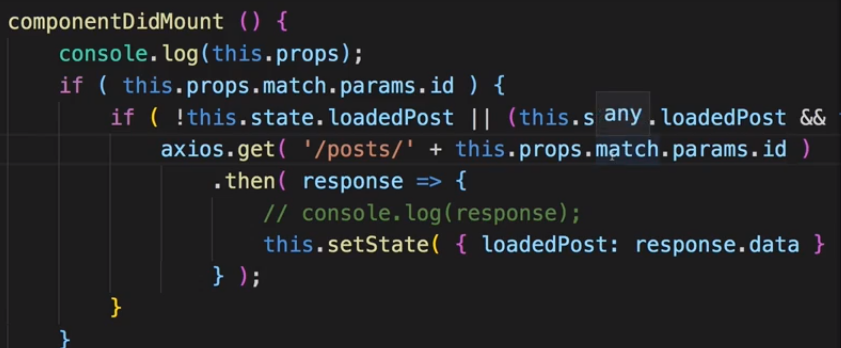 componentDidMount () {
console.log(this.props);
if ( this.props.match.params.id ) {
if ( !this.state.loadedPost || (this.s any .loadedPost &&
axios.get( '/posts/' + this.props.match.params.id )
.then( response => {
// console.log(response);
this.setState( { loadedPost: response.data }
} );
}
}